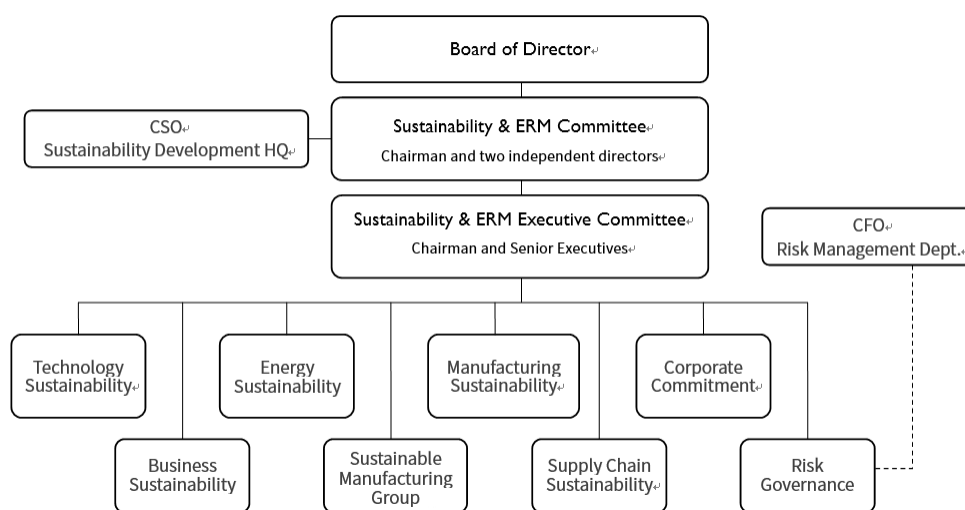 Board of Director
CSO
Sustainability Development HQ
Sustainability & ERM Committee
Chairman and two independent directors
Sustainability & ERM Executive Committee
Chairman and Senior Executives
CFO
Risk Management Dept.
Technology
Sustainability
Energy
Sustainability
Manufacturing
Sustainability
Corporate
Commitment
Business
Sustainability
Sustainable
Manufacturing
Group
Supply Chain
Sustainability
Risk
Governance